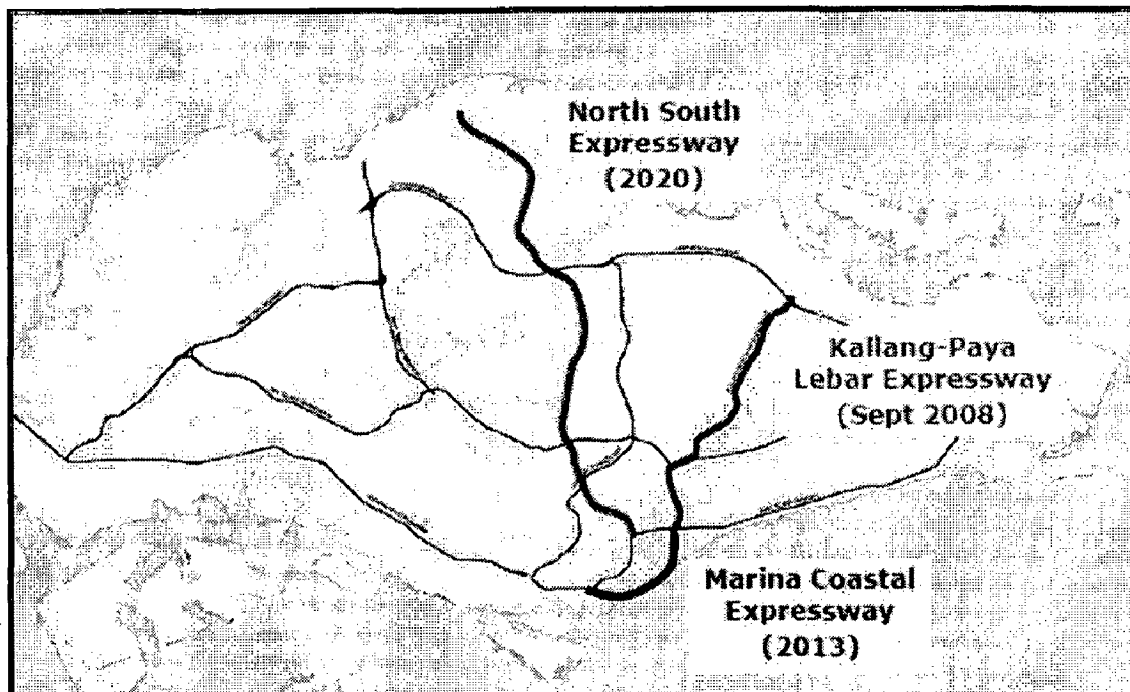 North South
Expressway
(2020)
Kallang-Paya
Lebar Expressway
(Sept 2008)
Marina Coastal
Expressway
(2013)